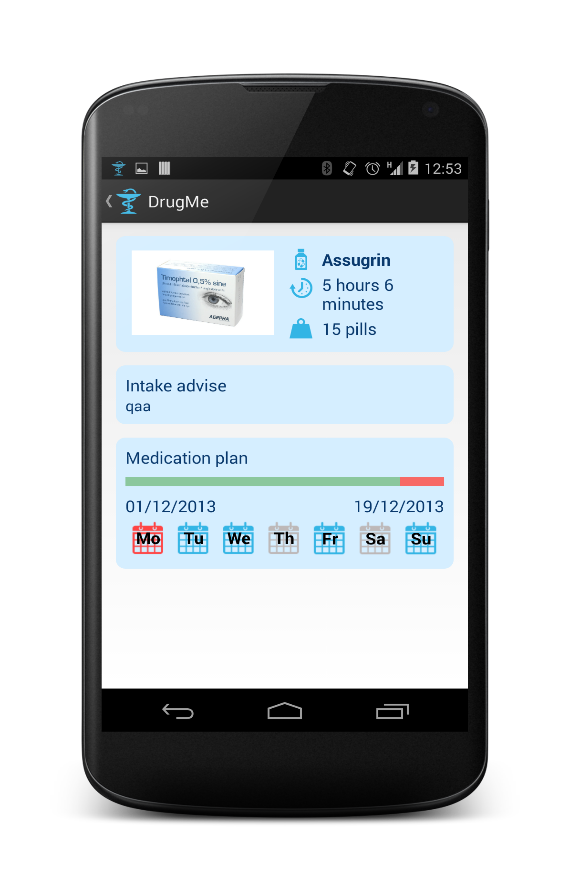 H
12:53
DrugMe
Timophtal 0,5% sine
Assugrin
5 hours 6
minutes
15 pills
Intake advise
qaa
Medication plan
01/12/2013
19/12/2013
Mo Tu We Th Fr Sa Su